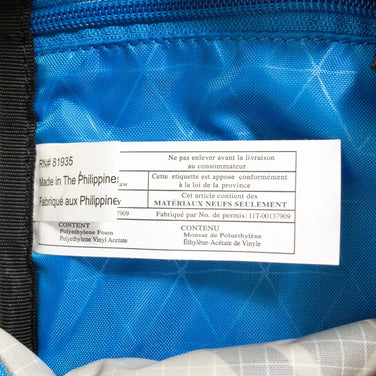 RN# 81935
Made in The Philippines
Fabriqué aux Philippine
Ne pas enlever avant la livraison
au consommateur
Cette etiquette est appose conformément
à la loi de la province
Cet article contient des
MATÉRIAUX NEUFS SEULEMENT
Fabriqué par No. de permis: 11T-00137909
CONTENT
Polyethylene Foam
Polyethylene Vinyl Acetate
CONTENU
Mousse de Poluéthylène
Éthylène-Acétate de Vinyle